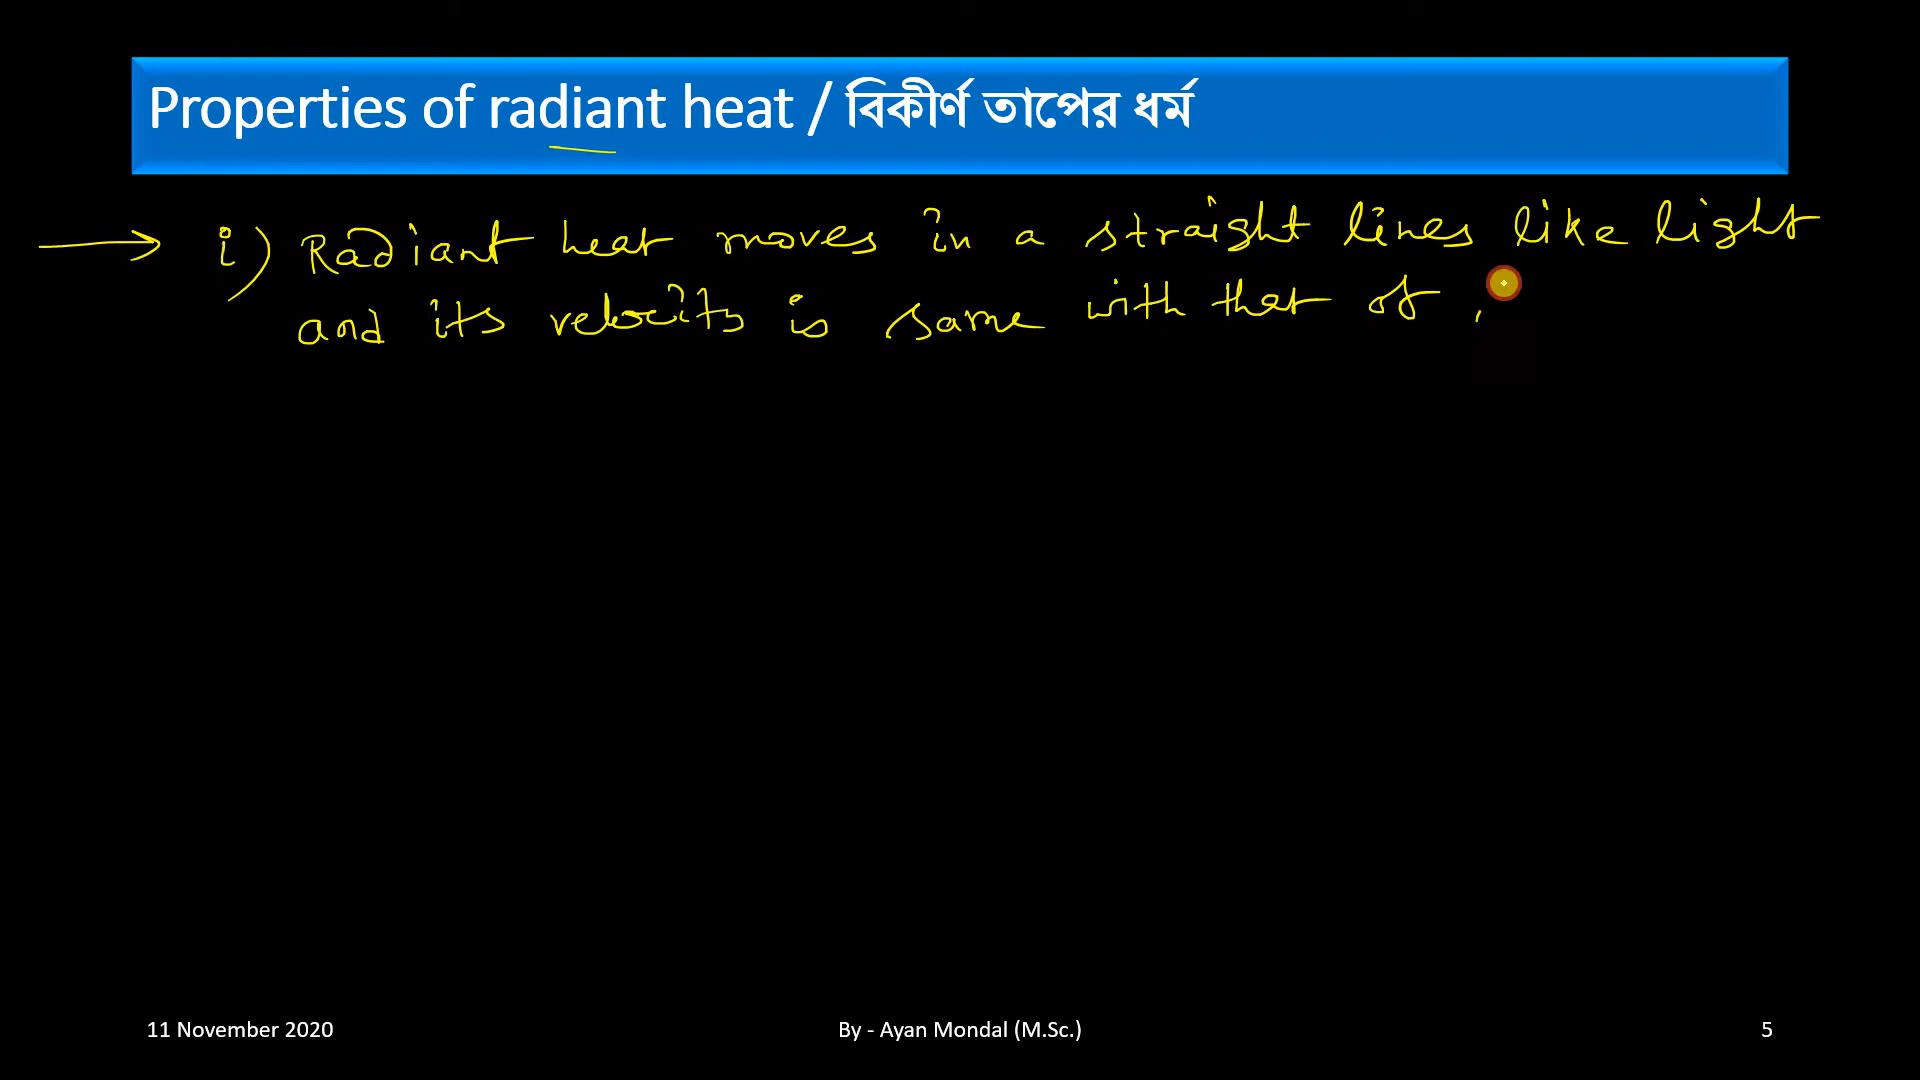 Properties of radiant heat / বিকীর্ণ তাপের ধর্ম
i) Radiant heat moves in a straight lines like light
and its velocity is same with that of
11 November 2020
By - Ayan Mondal (M.Sc.)
5